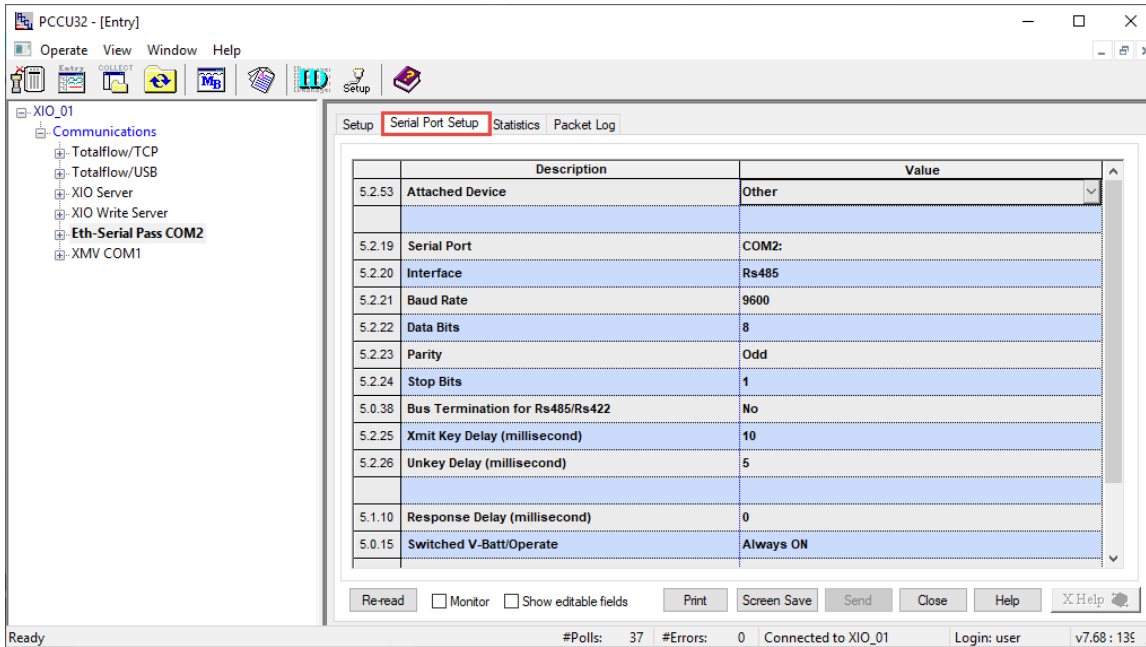 PCCU32 - [Entry]
Operate View Window Help
Entry COLLECT MB ID Setup
XIO_01
Communications
Totalflow/TCP
Totalflow/USB
XIO Server
XIO Write Server
Eth-Serial Pass COM2
XMV COM1
Setup Serial Port Setup Statistics Packet Log
Description Value
5.2.53 Attached Device Other
5.2.19 Serial Port COM2:
5.2.20 Interface Rs485
5.2.21 Baud Rate 9600
5.2.22 Data Bits 8
5.2.23 Parity Odd
5.2.24 Stop Bits 1
5.0.38 Bus Termination for Rs485/Rs422 No
5.2.25 Xmit Key Delay (millisecond) 10
5.2.26 Unkey Delay (millisecond) 5
5.1.10 Response Delay (millisecond) 0
5.0.15 Switched V-Batt/Operate Always ON
Re-read Monitor Show editable fields Print Screen Save Send Close Help X Help
Ready #Polls: 37 #Errors: 0 Connected to XIO_01 Login: user v7.68 : 139